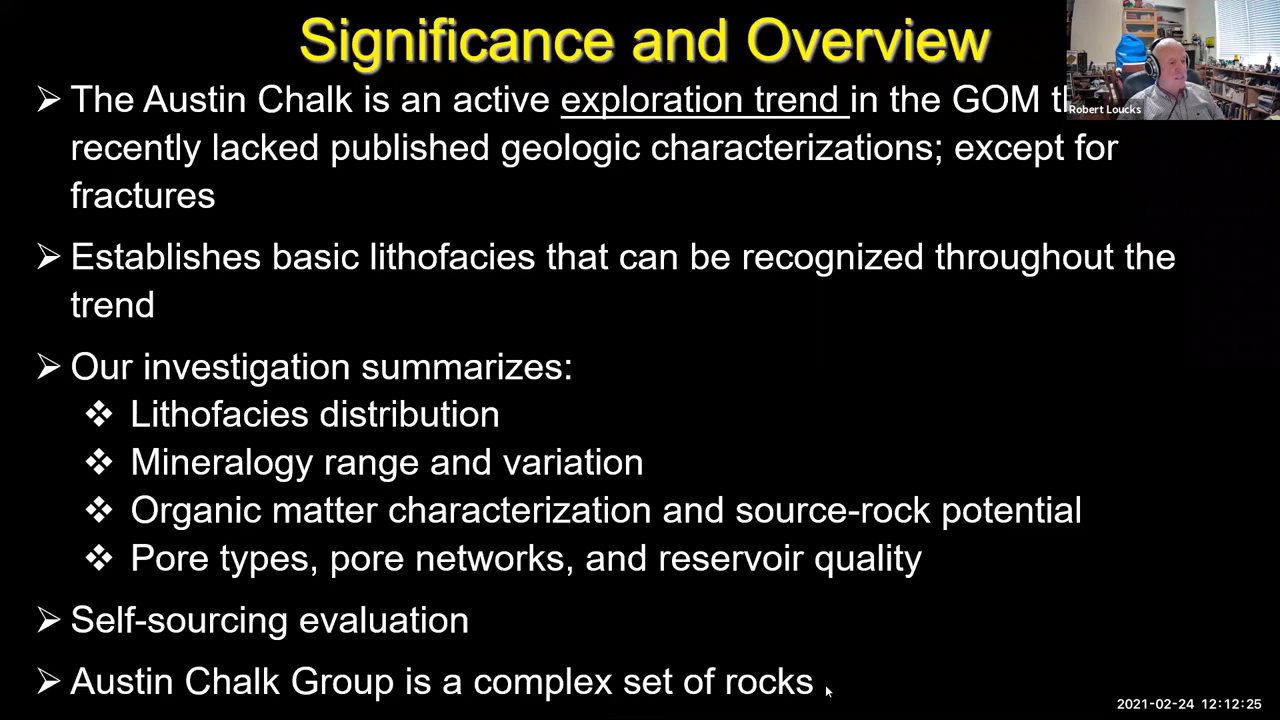 Significance and Overview
Robert Loucks
➢ The Austin Chalk is an active exploration trend in the GOM
recently lacked published geologic characterizations; except for
fractures
➢ Establishes basic lithofacies that can be recognized throughout the
trend
➢ Our investigation summarizes:
❖ Lithofacies distribution
❖ Mineralogy range and variation
❖ Organic matter characterization and source-rock potential
❖ Pore types, pore networks, and reservoir quality
➢ Self-sourcing evaluation
➢ Austin Chalk Group is a complex set of rocks
2021-02-24 12:12:25